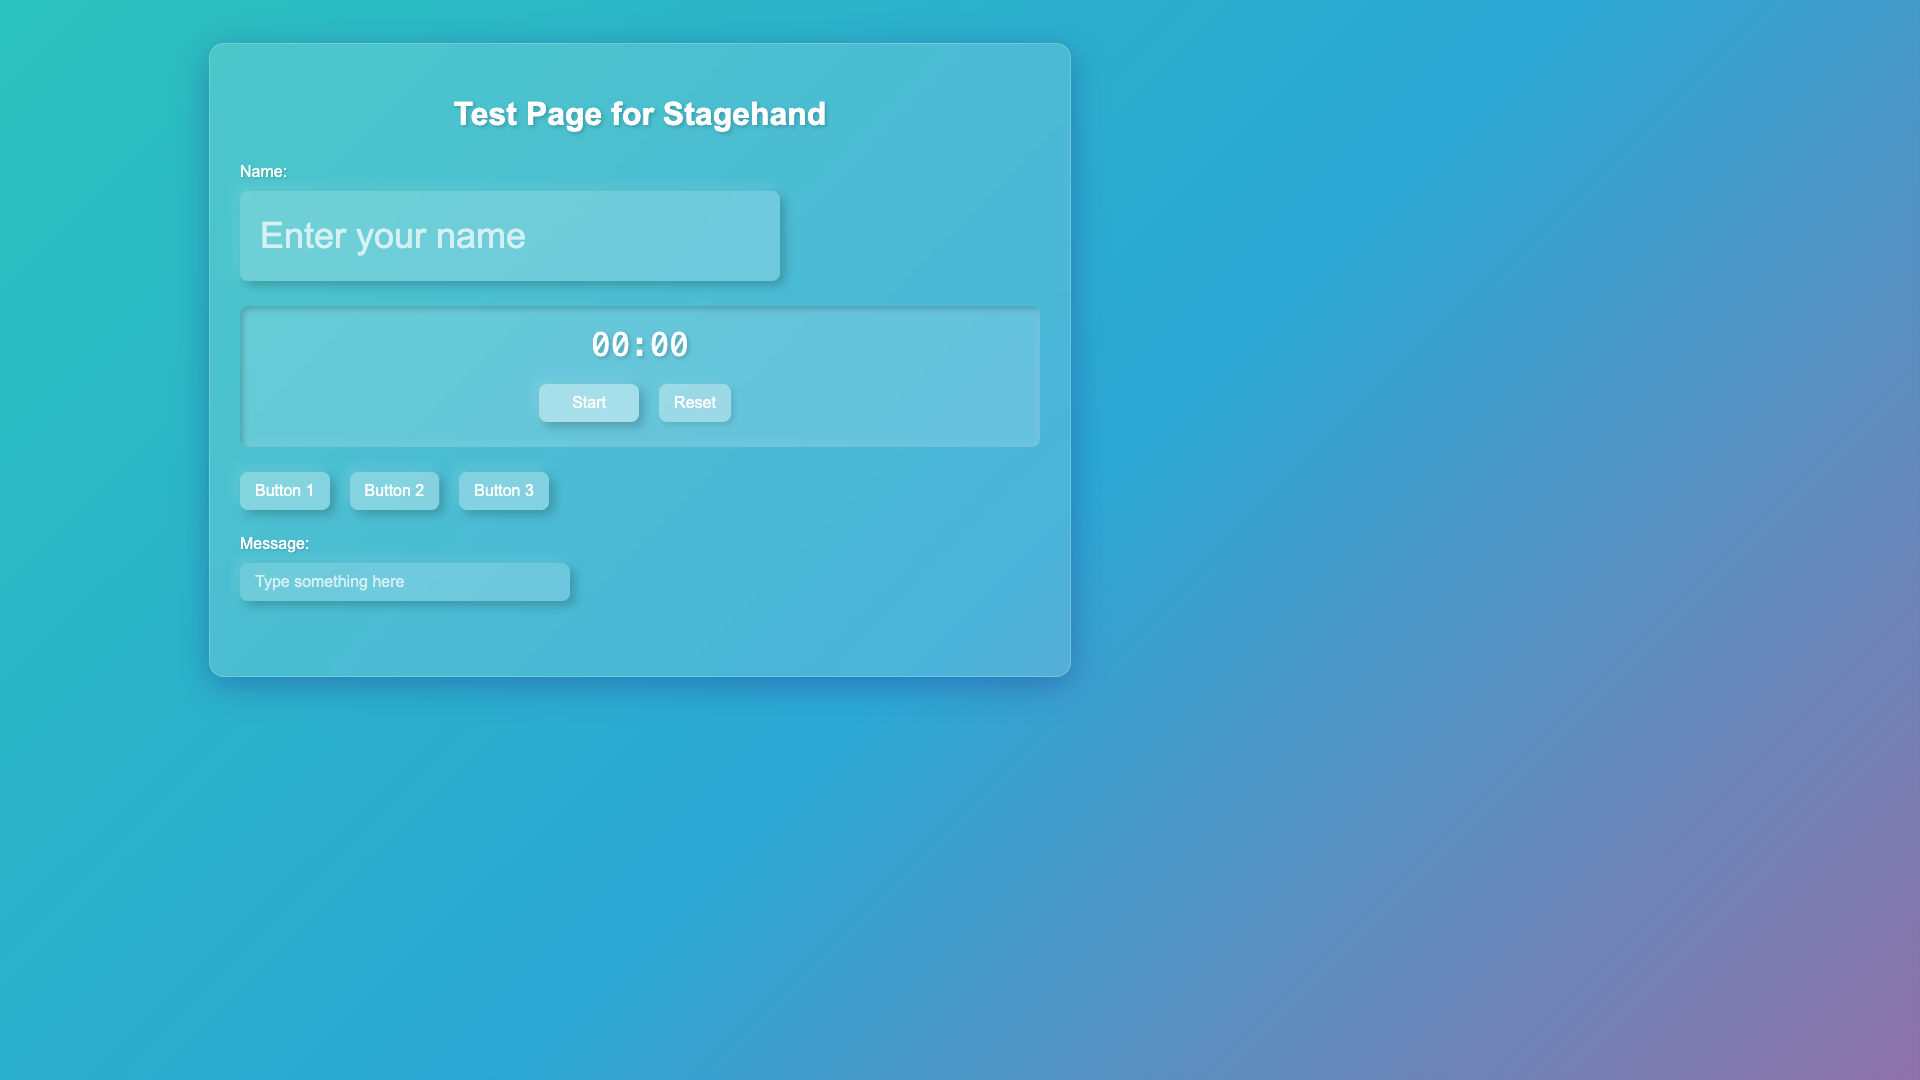 Test Page for Stagehand
Name:
Enter your name
00:00
Start Reset
Button 1 Button 2 Button 3
Message:
Type something here